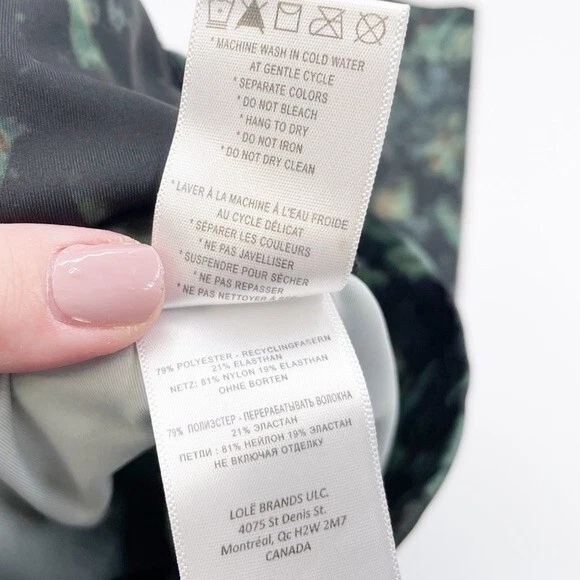 * MACHINE WASH IN COLD WATER
AT GENTLE CYCLE
* SEPARATE COLORS
* DO NOT BLEACH
* HANG TO DRY
* DO NOT IRON
* DO NOT DRY CLEAN
* LAVER À LA MACHINE À L'EAU FROIDE
AU CYCLE DÉLICAT
* SÉPARER LES COULEURS
* NE PAS JAVELLISER
* SUSPENDRE POUR SÉCHER
* NE PAS REPASSER
* NE PAS NETTOYER À
79% POLYESTER - RECYCLINGFASERN
21% ELASTHAN
NETZ: 81% NYLON 19% ELASTHAN
OHNE BORTEN
79% ПОЛИЭСТЕР - ПЕРЕРАБАТЫВАТЬ ВОЛОКНА
21% ЭЛАСТАН
ПЕТЛИ : 81% НЕЙЛОН 19% ЭЛАСТАН
НЕ ВКЛЮЧАЯ ОТДЕЛКУ
LOLË BRANDS ULC.
4075 St Denis St.
Montréal, Qc H2W 2M7
CANADA